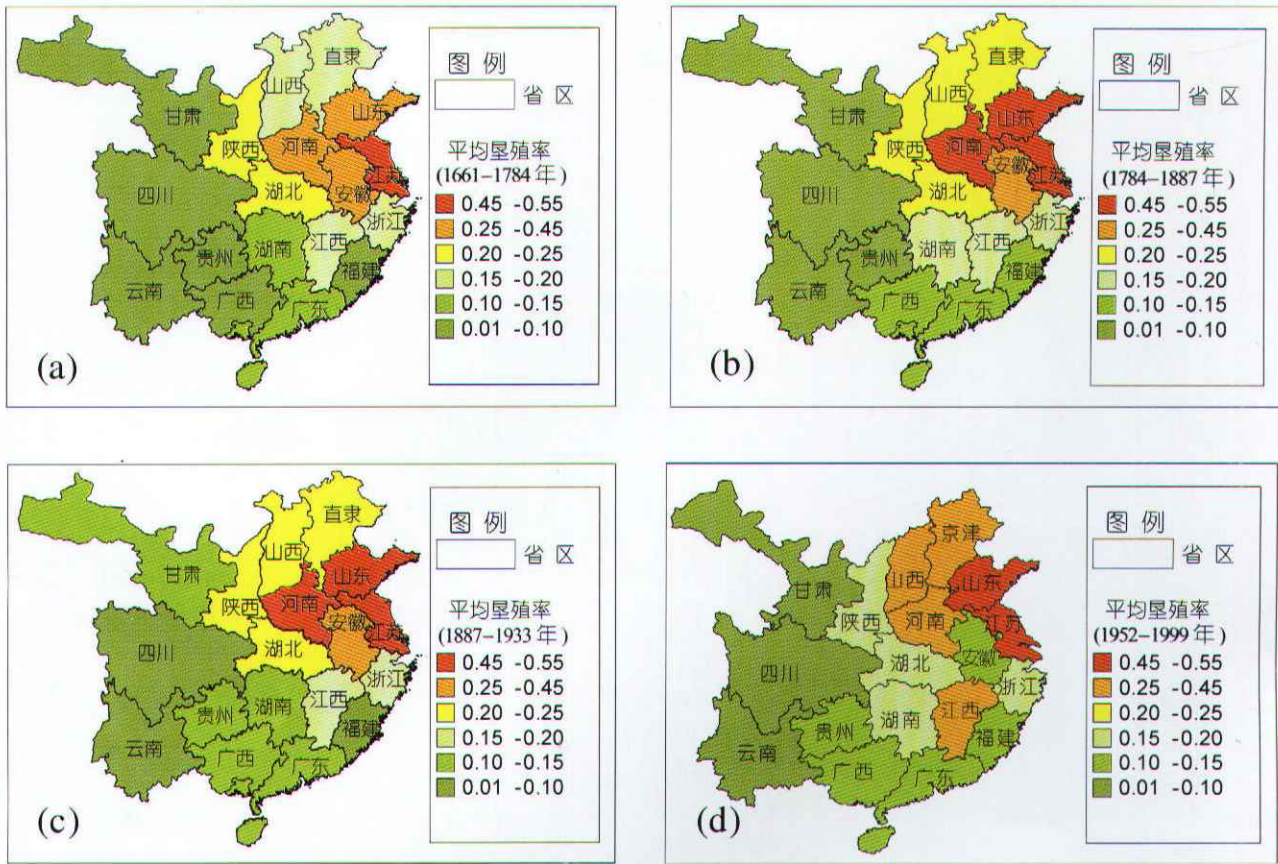 直隶
山西
山东
甘肃
陕西
河南
江苏
安徽
四川
湖北
浙江
江西
湖南
贵州
福建
云南
广西
广东
(a)
图例
省区
平均垦殖率
(1661-1784年)
0.45 -0.55
0.25 -0.45
0.20 -0.25
0.15 -0.20
0.10 -0.15
0.01 -0.10
直隶
山西
山东
甘肃
陕西
河南
江苏
安徽
四川
湖北
浙江
江西
湖南
贵州
福建
云南
广西
广东
(b)
图例
省区
平均垦殖率
(1784-1887年)
0.45 -0.55
0.25 -0.45
0.20 -0.25
0.15 -0.20
0.10 -0.15
0.01 -0.10
直隶
山西
山东
甘肃
陕西
河南
安徽
江苏
四川
湖北
浙江
江西
湖南
贵州
福建
云南
广西
广东
(c)
图例
省区
平均垦殖率
(1887-1933年)
0.45 -0.55
0.25 -0.45
0.20 -0.25
0.15 -0.20
0.10 -0.15
0.01 -0.10
京津
山西
山东
甘肃
陕西
河南
江苏
安徽
四川
湖北
浙江
江西
湖南
贵州
福建
云南
广西
广东
(d)
图例
省区
平均垦殖率
(1952-1999年)
0.45 -0.55
0.25 -0.45
0.20 -0.25
0.15 -0.20
0.10 -0.15
0.01 -0.10